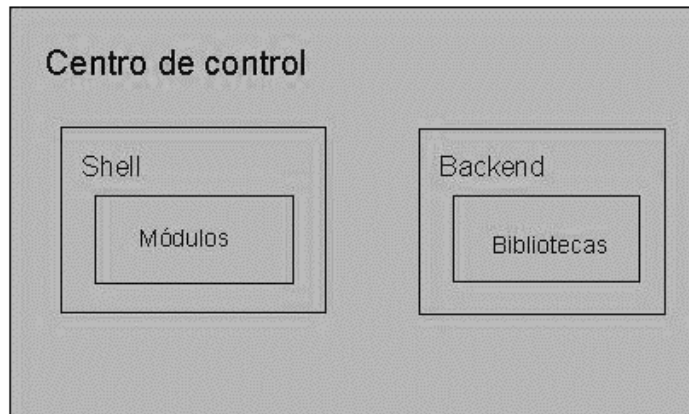 Centro de control
Shell
Módulos
Backend
Bibliotecas